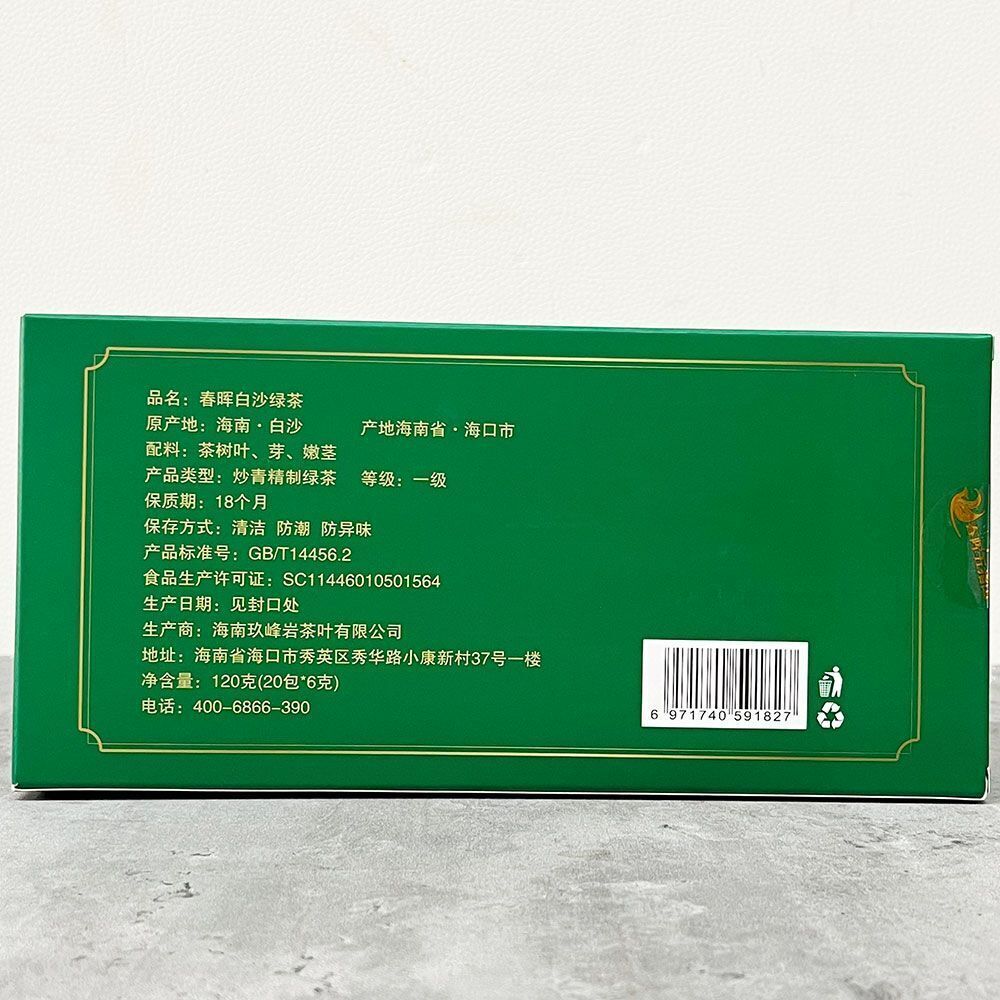 品名：春晖白沙绿茶
原产地：海南·白沙 产地海南省·海口市
配料：茶树叶、芽、嫩茎
产品类型：炒青精制绿茶 等级：一级
保质期：18个月
保存方式：清洁 防潮 防异味
产品标准号：GB/T14456.2
食品生产许可证：SC11446010501564
生产日期：见封口处
生产商：海南玖峰岩茶叶有限公司
地址：海南省海口市秀英区秀华路小康新村37号一楼
净含量：120克(20包*6克)
电话：400-6866-390
6 971740 591827